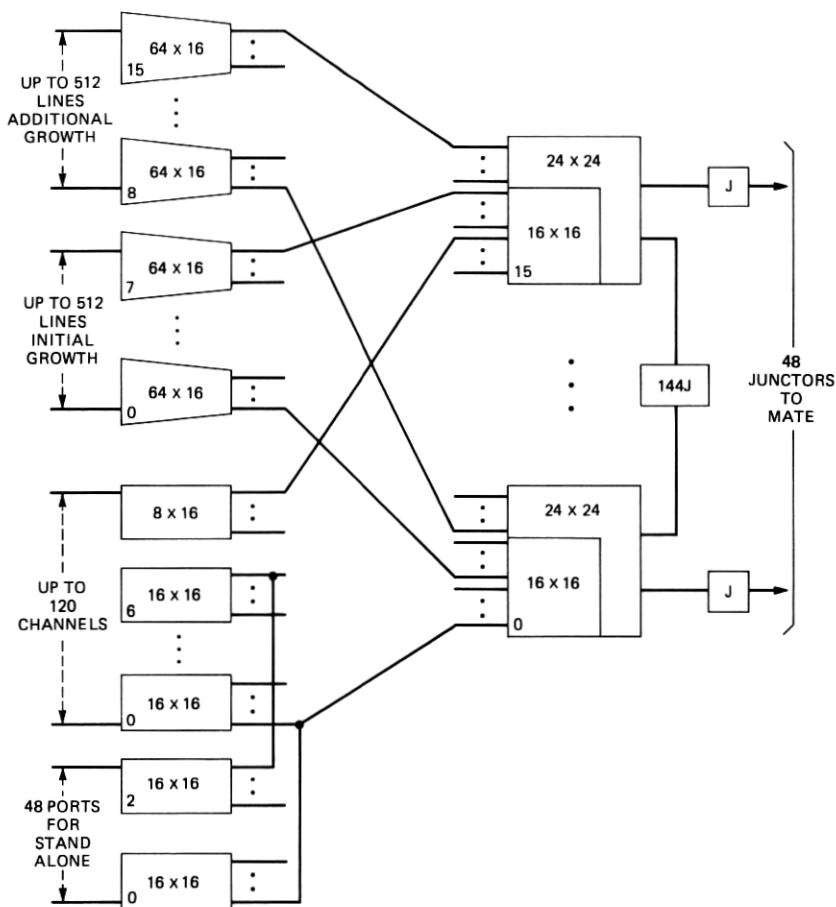 64 x 16
15
UP TO 512
LINES
ADDITIONAL
GROWTH
64 x 16
8
64 x 16
7
UP TO 512
LINES
INITIAL
GROWTH
64 x 16
0
8 x 16
UP TO
120
CHANNELS
16 x 16
6
16 x 16
0
16 x 16
2
48 PORTS
FOR
STAND
ALONE
16 x 16
0
24 x 24
16 x 16
15
24 x 24
16 x 16
0
J
144J
J
48
JUNCTORS
TO
MATE